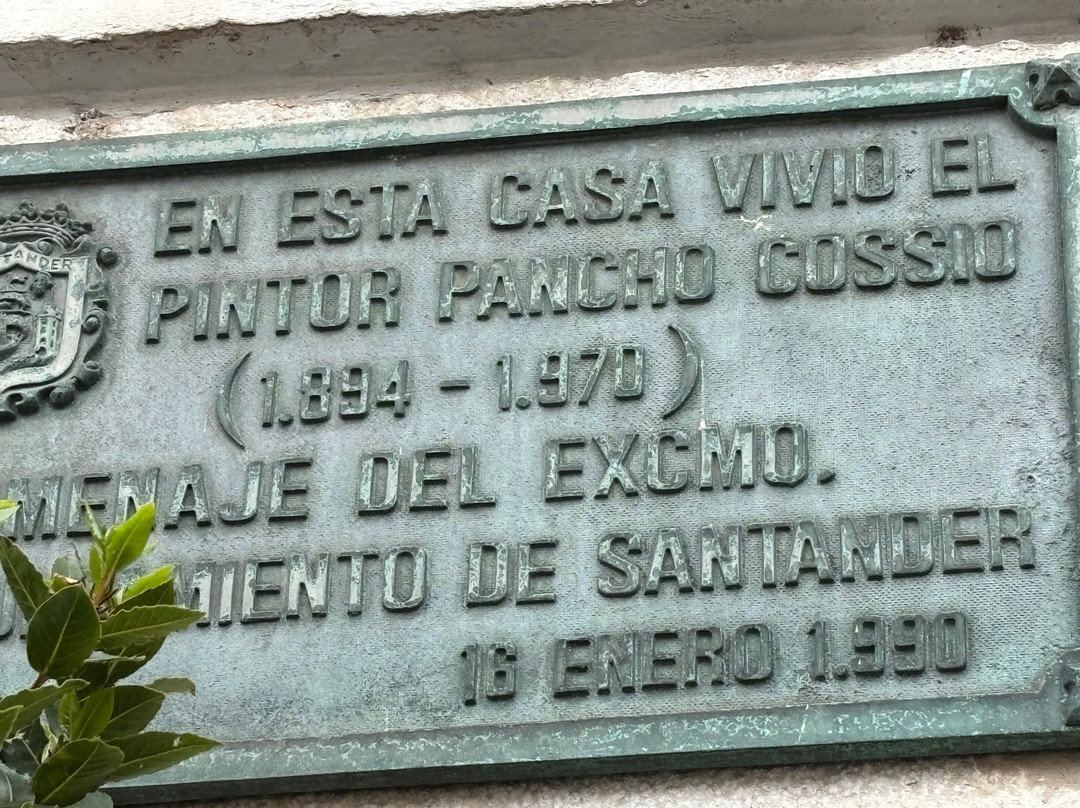 EN ESTA CASA VIVIO EL
PINTOR PANCHO COSSIO
(1.894 - 1.970)
MENAJE DEL EXCMO.
MIENTO DE SANTANDER
16 ENERO 1.990
TANDER